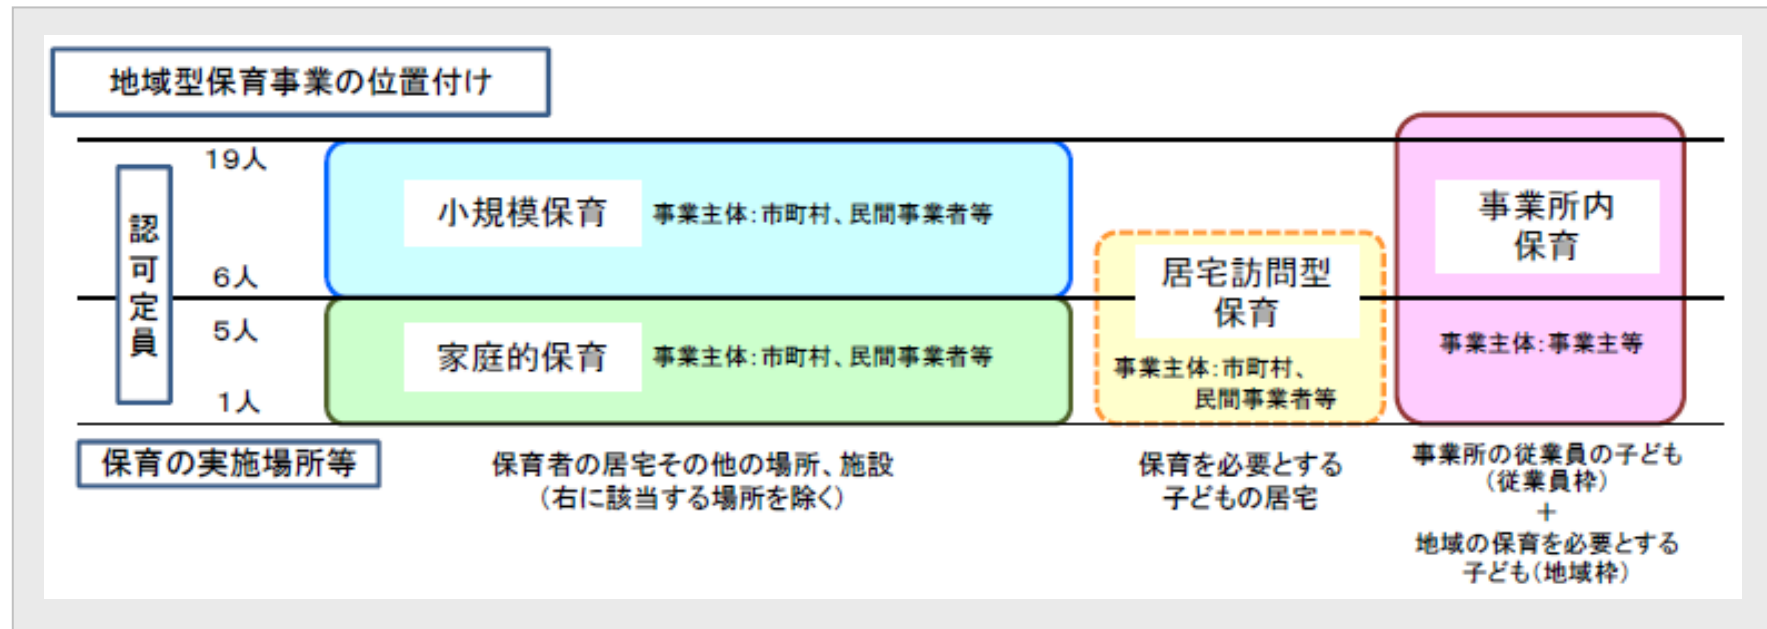 地域型保育事業の位置付け
認可定員
19人
6人
5人
1人
小規模保育
事業主体：市町村、民間事業者等
家庭的保育
事業主体：市町村、民間事業者等
居宅訪問型
保育
事業主体：市町村、
民間事業者等
事業所内
保育
事業主体：事業主等
保育の実施場所等
保育者の居宅その他の場所、施設
（右に該当する場所を除く）
保育を必要とする
子どもの居宅
事業所の従業員の子ども
（従業員枠）
＋
地域の保育を必要とする
子ども（地域枠）